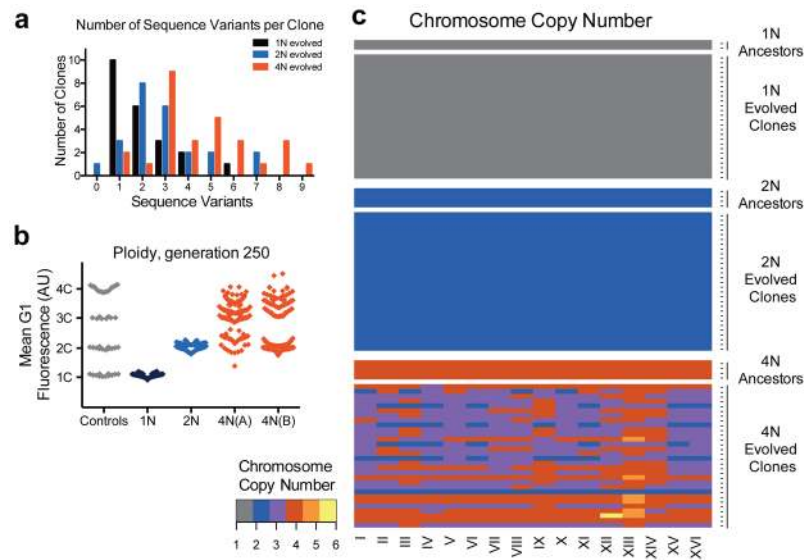 a
Number of Sequence Variants per Clone
1N evolved
2N evolved
4N evolved
Number of Clones
10
8
6
4
2
0
0 1 2 3 4 5 6 7 8 9
Sequence Variants
b
Ploidy, generation 250
Mean G1
Fluorescence (AU)
4C
3C
2C
1C
Controls 1N 2N 4N(A) 4N(B)
Chromosome
Copy Number
1 2 3 4 5 6
c
Chromosome Copy Number
1N
Ancestors
1N
Evolved
Clones
2N
Ancestors
2N
Evolved
Clones
4N
Ancestors
4N
Evolved
Clones
I II III IV V VI VII VIII IX X XI XII XIII XIV XV XVI